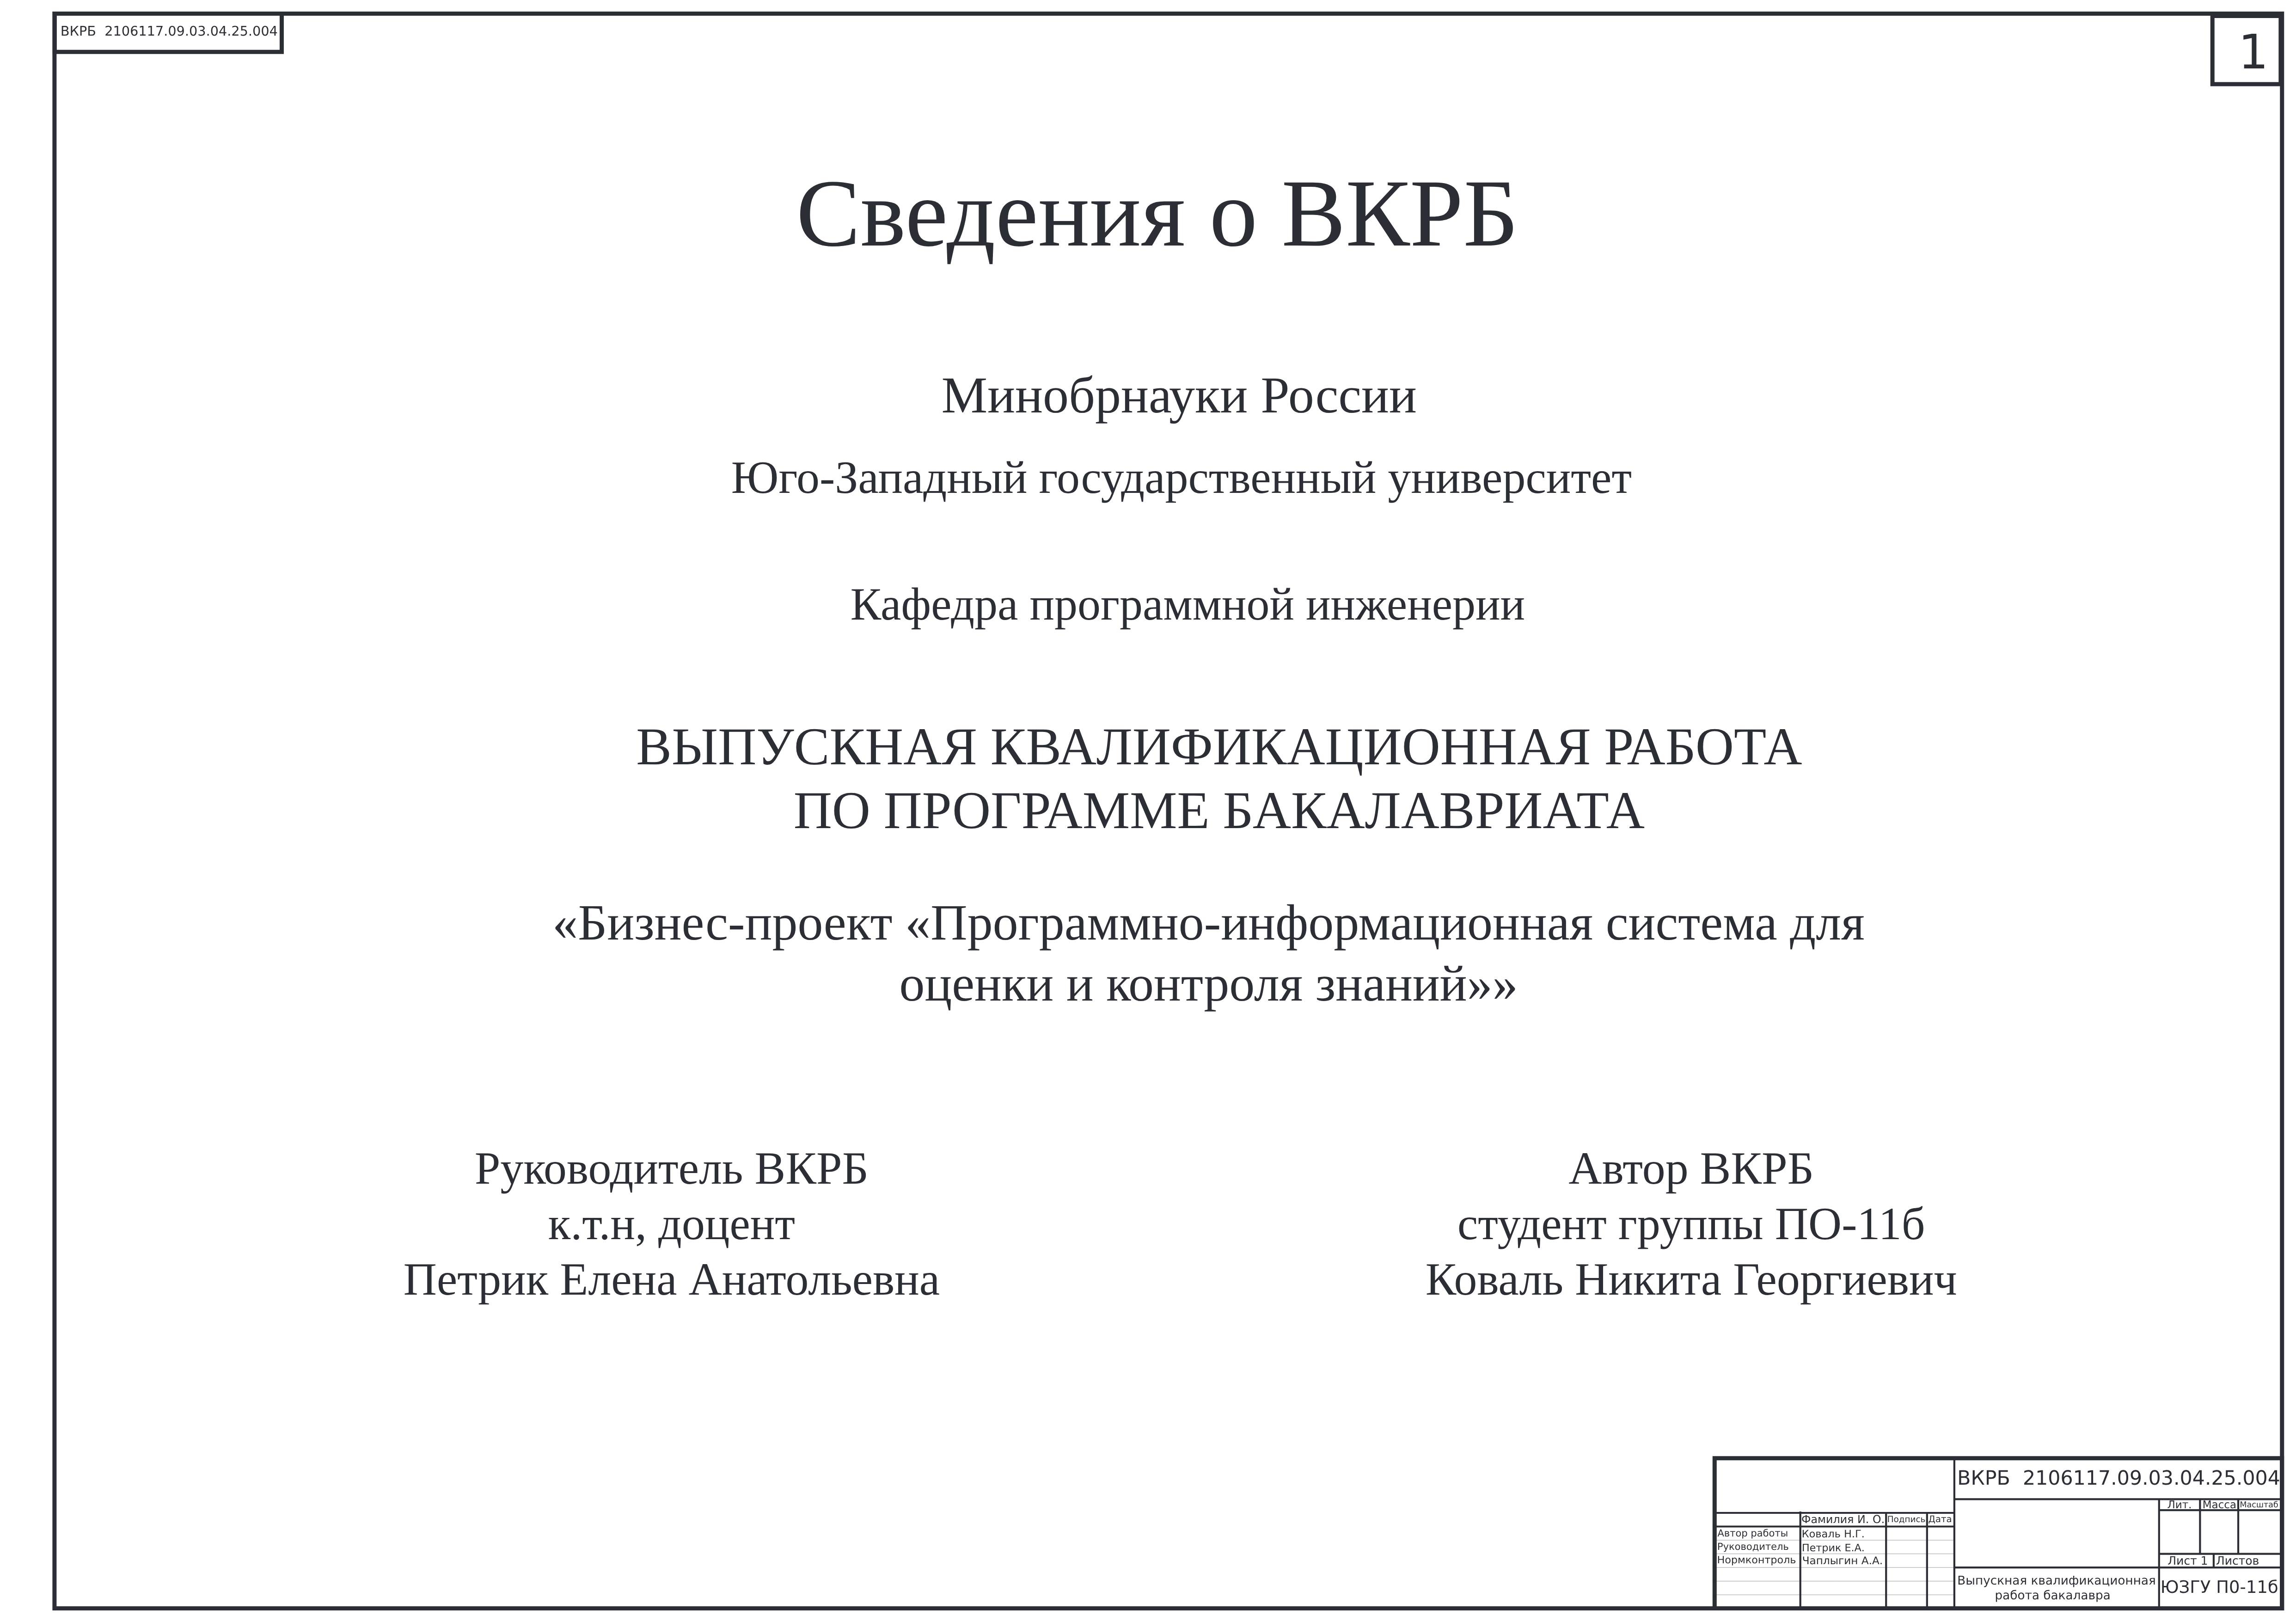 ВКРБ 2106117.09.03.04.25.004
1
Сведения о ВКРБ
Минобрнауки России
Юго-Западный государственный университет
Кафедра программной инженерии
ВЫПУСКНАЯ КВАЛИФИКАЦИОННАЯ РАБОТА
ПО ПРОГРАММЕ БАКАЛАВРИАТА
«Бизнес-проект «Программно-информационная система для
оценки и контроля знаний»»
Руководитель ВКРБ
к.т.н, доцент
Петрик Елена Анатольевна
Автор ВКРБ
студент группы ПО-11б
Коваль Никита Георгиевич
ВКРБ 2106117.09.03.04.25.004
Лит. Масса Масштаб
Фамилия И. О. Подпись Дата
Автор работы Коваль Н.Г.
Руководитель Петрик Е.А.
Нормконтроль Чаплыгин А.А.
Лист 1 Листов
Выпускная квалификационная
работа бакалавра
ЮЗГУ П0-11б